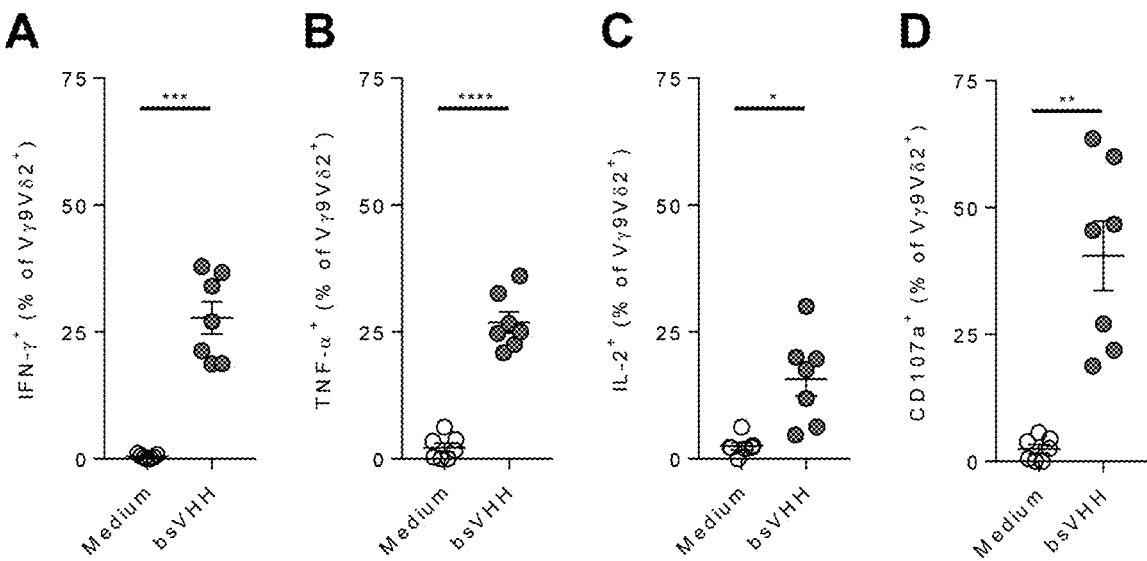 A
IFN-γ⁺ (% of Vγ9Vδ2⁺)
75
50
25
0
***
Medium
bsVHH
B
TNF-α⁺ (% of Vγ9Vδ2⁺)
75
50
25
0
****
Medium
bsVHH
C
IL-2⁺ (% of Vγ9Vδ2⁺)
75
50
25
0
*
Medium
bsVHH
D
CD107a⁺ (% of Vγ9Vδ2⁺)
75
50
25
0
**
Medium
bsVHH